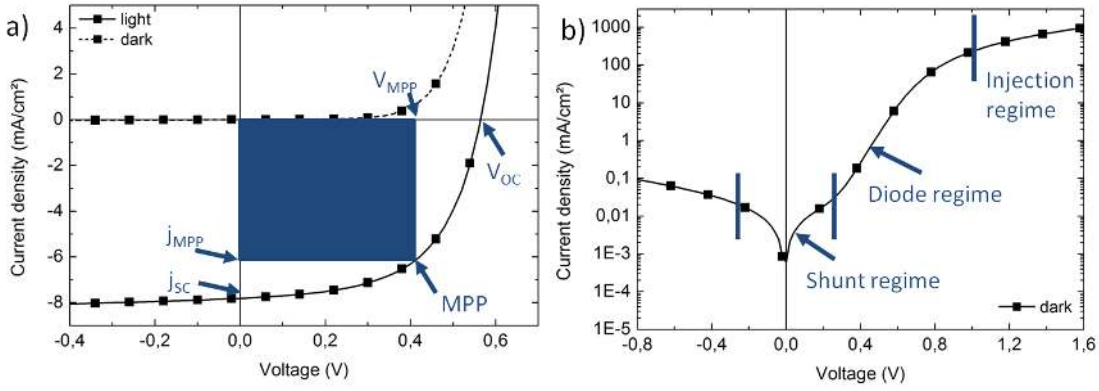 a)
light
dark
Current density (mA/cm²)
4
2
0
-2
-4
-6
-8
V_MPP
V_OC
j_MPP
j_SC
MPP
-0,4
-0,2
0,0
0,2
0,4
0,6
Voltage (V)
b)
Current density (mA/cm²)
1000
100
10
1
0,1
0,01
1E-3
1E-4
1E-5
Injection
regime
Diode regime
Shunt regime
dark
-0,8
-0,4
0,0
0,4
0,8
1,2
1,6
Voltage (V)